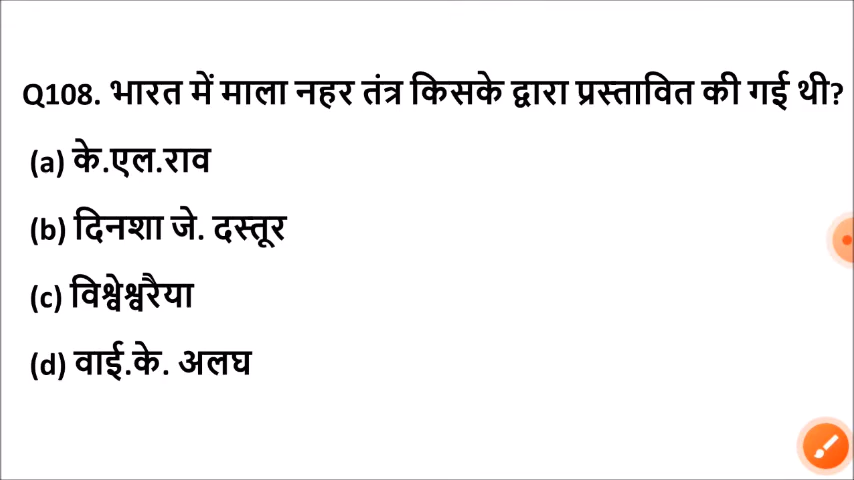 Q108. भारत में माला नहर तंत्र किसके द्वारा प्रस्तावित की गई थी?
(a) के.एल.राव
(b) दिनशा जे. दस्तूर
(c) विश्वेश्वरैया
(d) वाई.के. अलघ